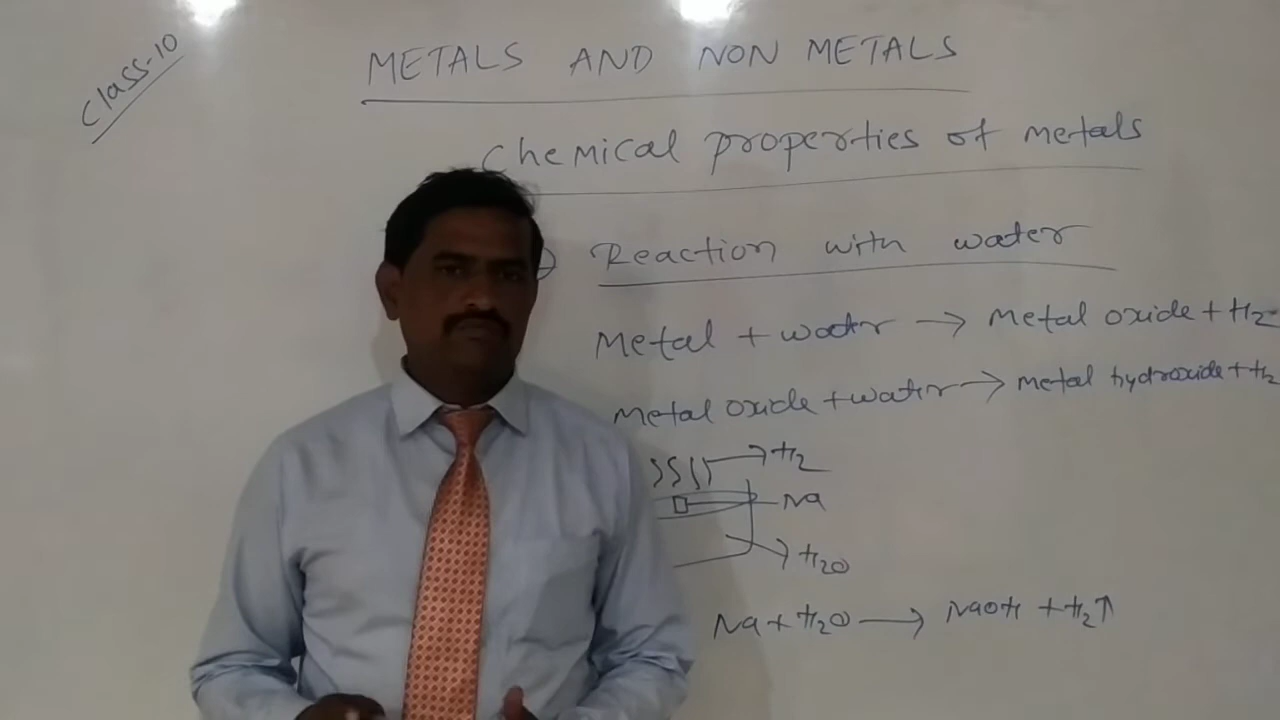 Class-10
METALS AND NON METALS
Chemical properties of metals
Reaction with water
Metal + water → Metal oxide + H2
Metal oxide + water → Metal hydroxide + H2
H2
Na
H2O
Na + H2O → NaOH + H2↑